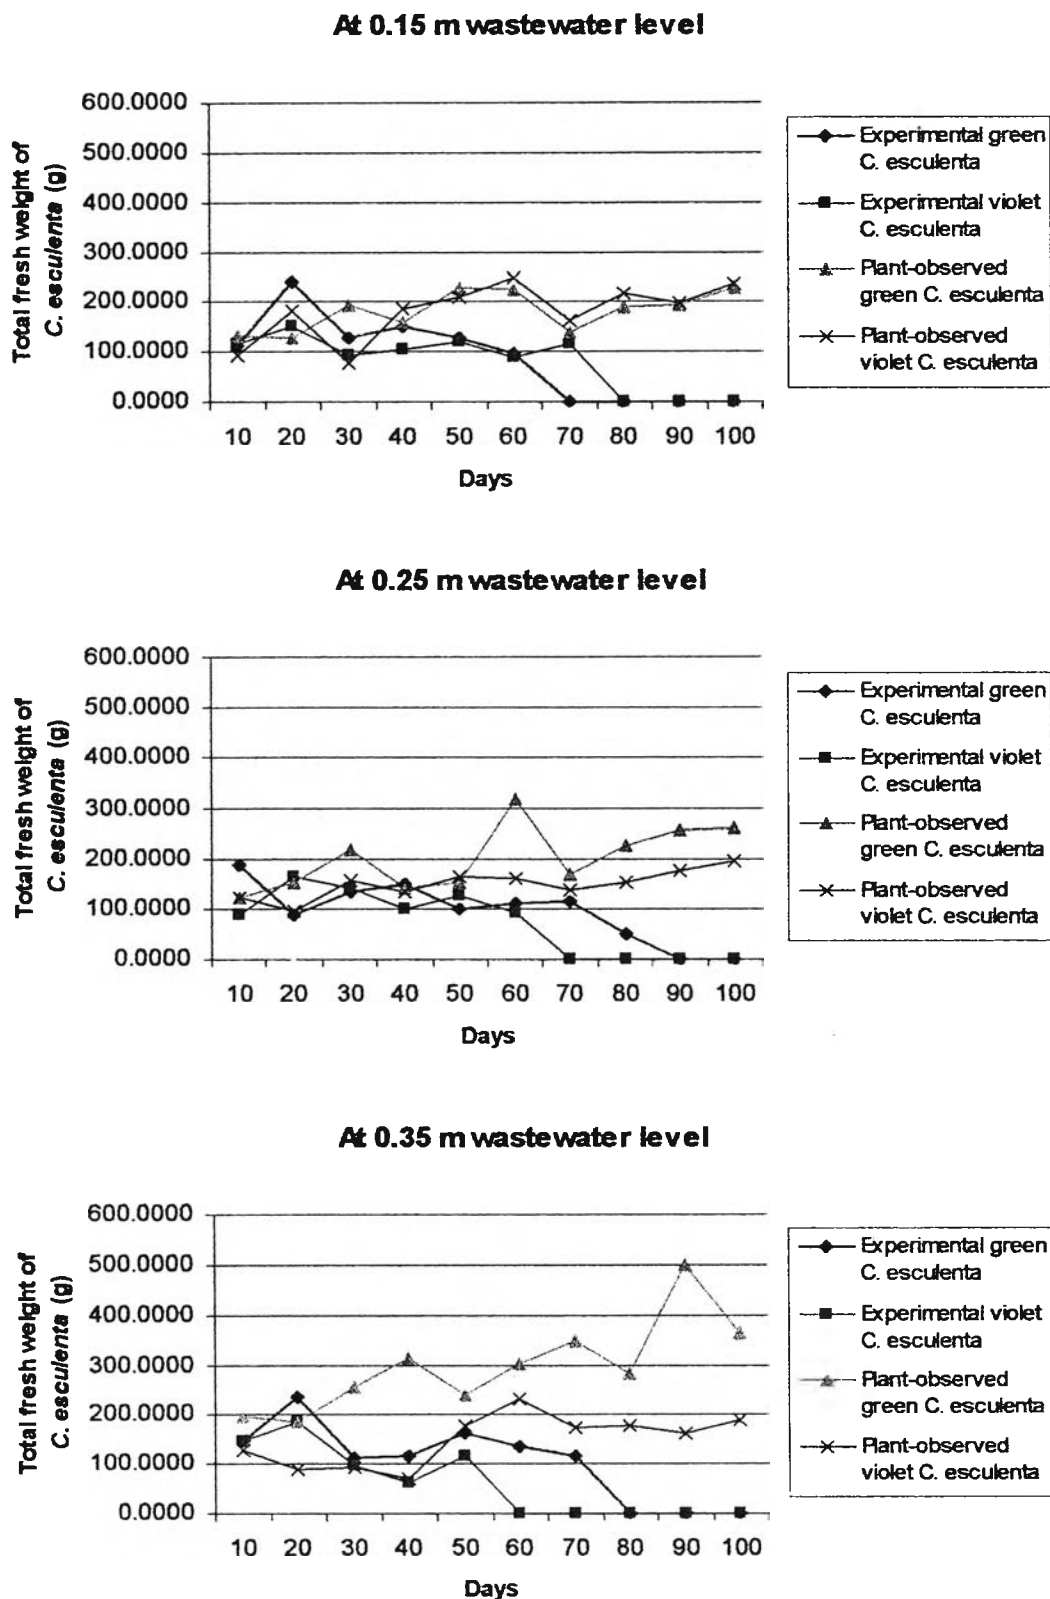 At 0.15 m wastewater level
Total fresh weight of
C. esculenta (g)
600.0000
500.0000
400.0000
300.0000
200.0000
100.0000
0.0000
10 20 30 40 50 60 70 80 90 100
Days
Experimental green
C. esculenta
Experimental violet
C. esculenta
Plant-observed
green C. esculenta
Plant-observed
violet C. esculenta
At 0.25 m wastewater level
Total fresh weight of
C. esculenta (g)
600.0000
500.0000
400.0000
300.0000
200.0000
100.0000
0.0000
10 20 30 40 50 60 70 80 90 100
Days
Experimental green
C. esculenta
Experimental violet
C. esculenta
Plant-observed
green C. esculenta
Plant-observed
violet C. esculenta
At 0.35 m wastewater level
Total fresh weight of
C. esculenta (g)
600.0000
500.0000
400.0000
300.0000
200.0000
100.0000
0.0000
10 20 30 40 50 60 70 80 90 100
Days
Experimental green
C. esculenta
Experimental violet
C. esculenta
Plant-observed
green C. esculenta
Plant-observed
violet C. esculenta